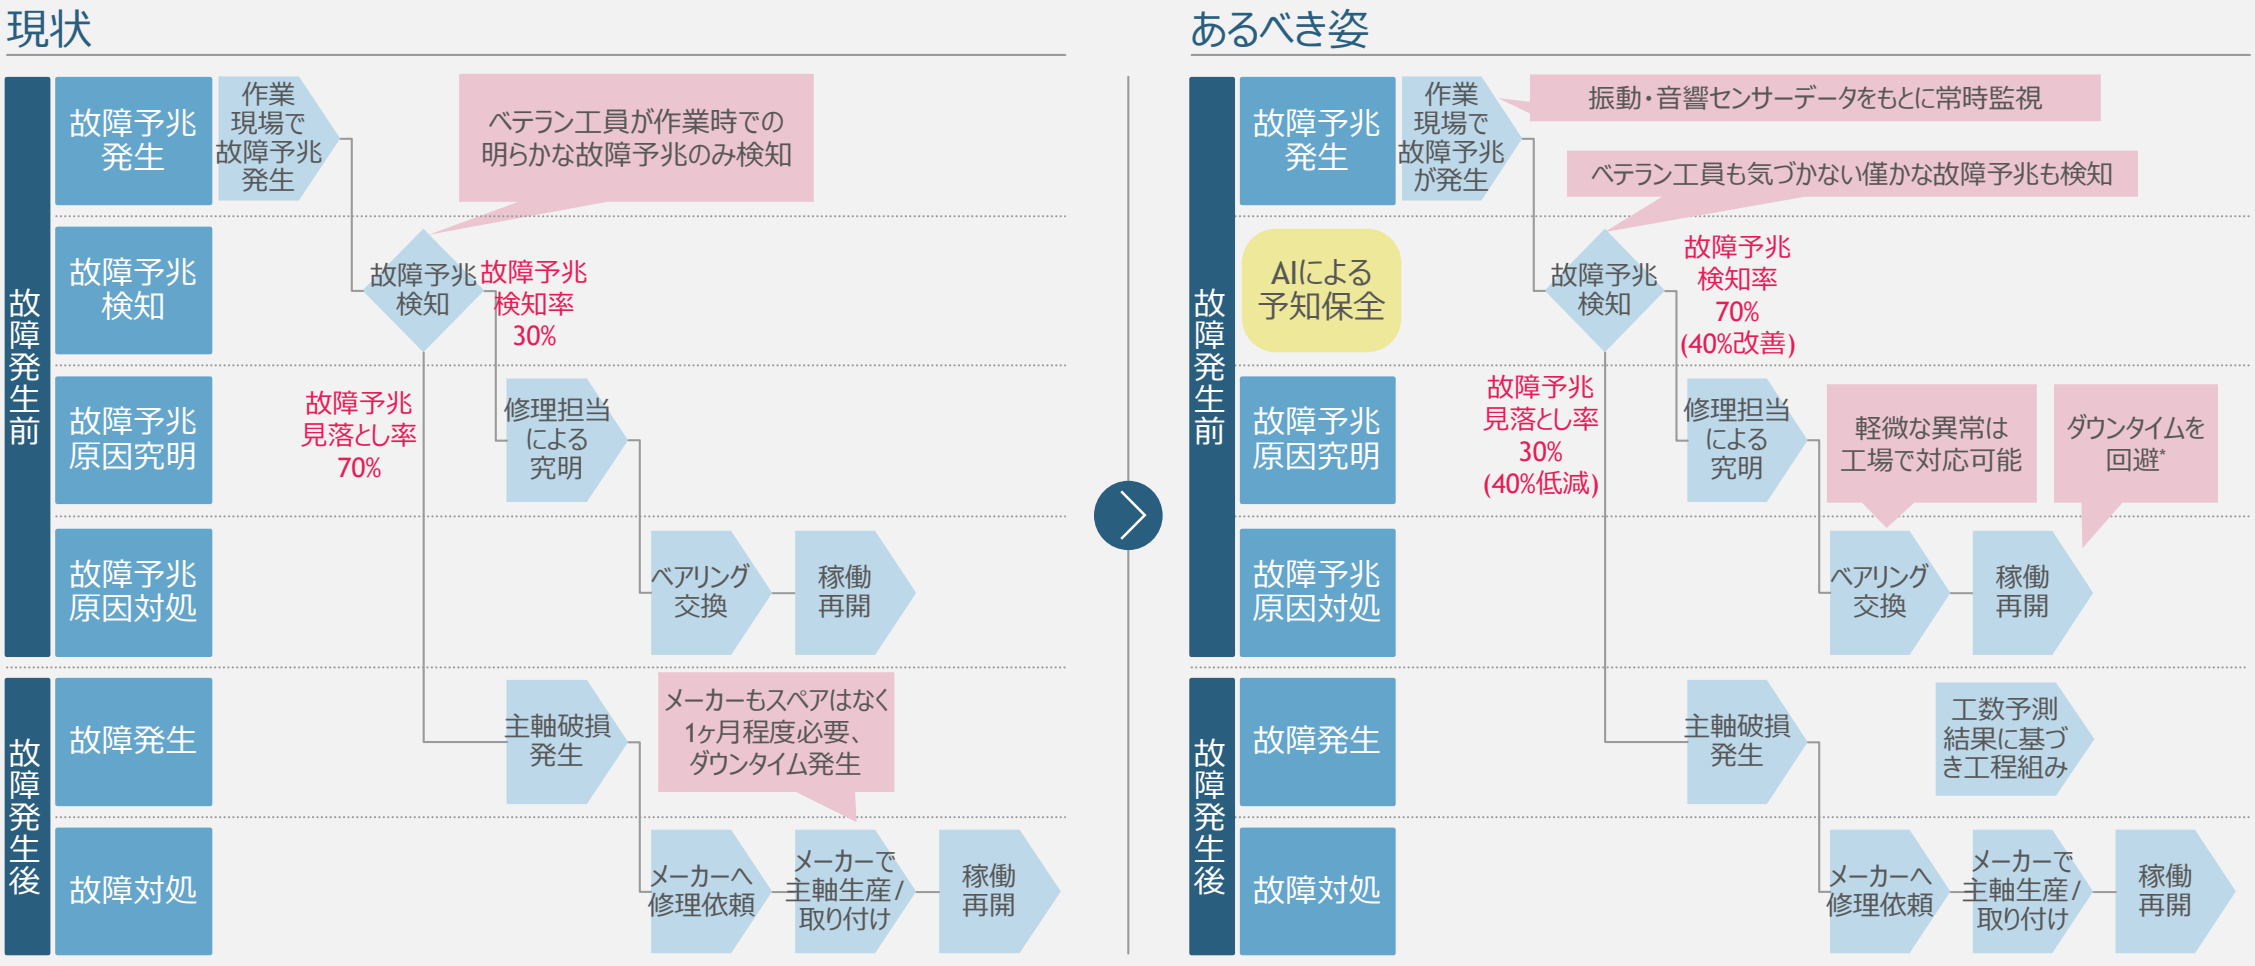 現状
故障発生前
故障予兆
発生
作業
現場で
故障予兆
発生
ベテラン工員が作業時での
明らかな故障予兆のみ検知
故障予兆
検知
故障予兆
検知
故障予兆
検知率
30%
故障予兆
原因究明
故障予兆
見落とし率
70%
修理担当
による
究明
故障予兆
原因対処
ベアリング
交換
稼働
再開
故障発生後
故障発生
主軸破損
発生
メーカーもスペアはなく
1ヶ月程度必要、
ダウンタイム発生
故障対処
メーカーへ
修理依頼
メーカーで
主軸生産/
取り付け
稼働
再開
あるべき姿
故障発生前
故障予兆
発生
作業
現場で
故障予兆
が発生
振動・音響センサーデータをもとに常時監視
ベテラン工員も気づかない僅かな故障予兆も検知
AIによる
予知保全
故障予兆
検知
故障予兆
検知率
70%
(40%改善)
故障予兆
原因究明
故障予兆
見落とし率
30%
(40%低減)
修理担当
による
究明
軽微な異常は
工場で対応可能
ダウンタイムを
回避*
故障予兆
原因対処
ベアリング
交換
稼働
再開
故障発生後
故障発生
主軸破損
発生
工数予測
結果に基づ
き工程組み
故障対処
メーカーへ
修理依頼
メーカーで
主軸生産/
取り付け
稼働
再開